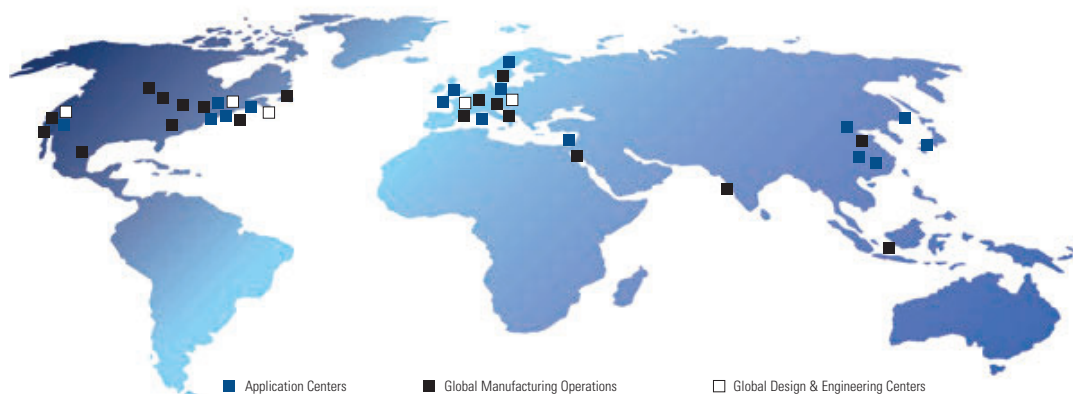 Application Centers
Global Manufacturing Operations
Global Design & Engineering Centers